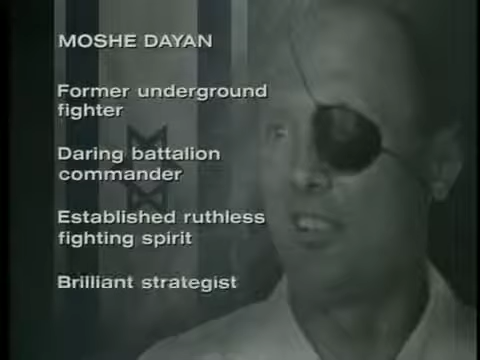 MOSHE DAYAN
Former underground
fighter
Daring battalion
commander
Established ruthless
fighting spirit
Brilliant strategist